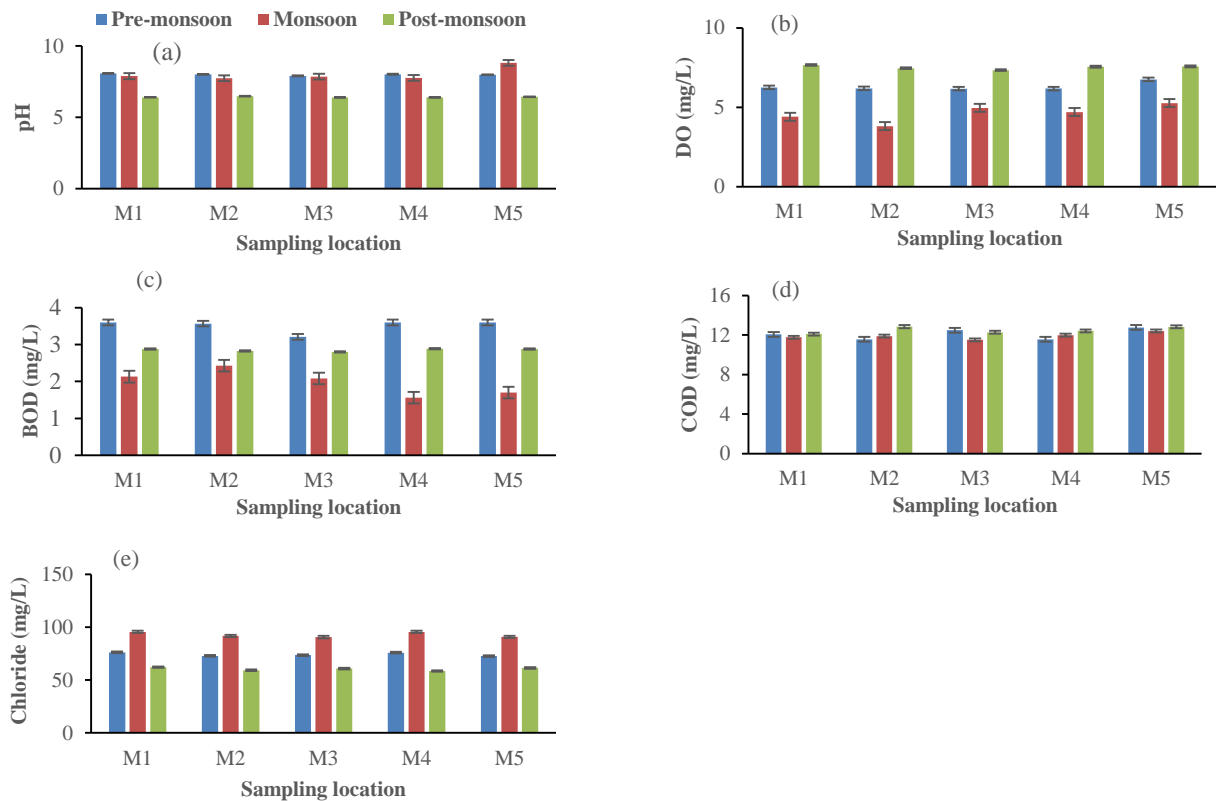 Pre-monsoon Monsoon Post-monsoon
(a)
10
5
0
pH
M1 M2 M3 M4 M5
Sampling location
(b)
10
5
0
DO (mg/L)
M1 M2 M3 M4 M5
Sampling location
(c)
4
3
2
1
0
BOD (mg/L)
M1 M2 M3 M4 M5
Sampling location
(d)
16
12
8
4
0
COD (mg/L)
M1 M2 M3 M4 M5
Sampling location
(e)
150
100
50
0
Chloride (mg/L)
M1 M2 M3 M4 M5
Sampling location